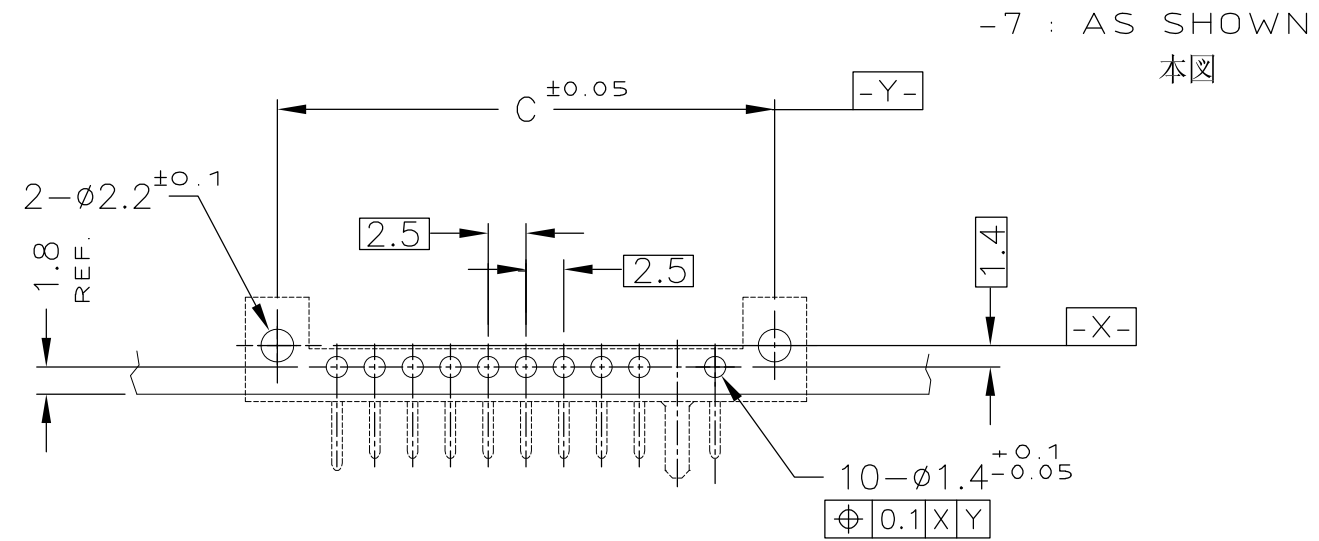 -7 : AS SHOWN
本図
C ±0.05
-Y-
2-ø2.2 ±0.1
1.8
REF.
2.5
2.5
1.4
-X-
10-ø1.4 +0.1 -0.05
⌖ 0.1 X Y